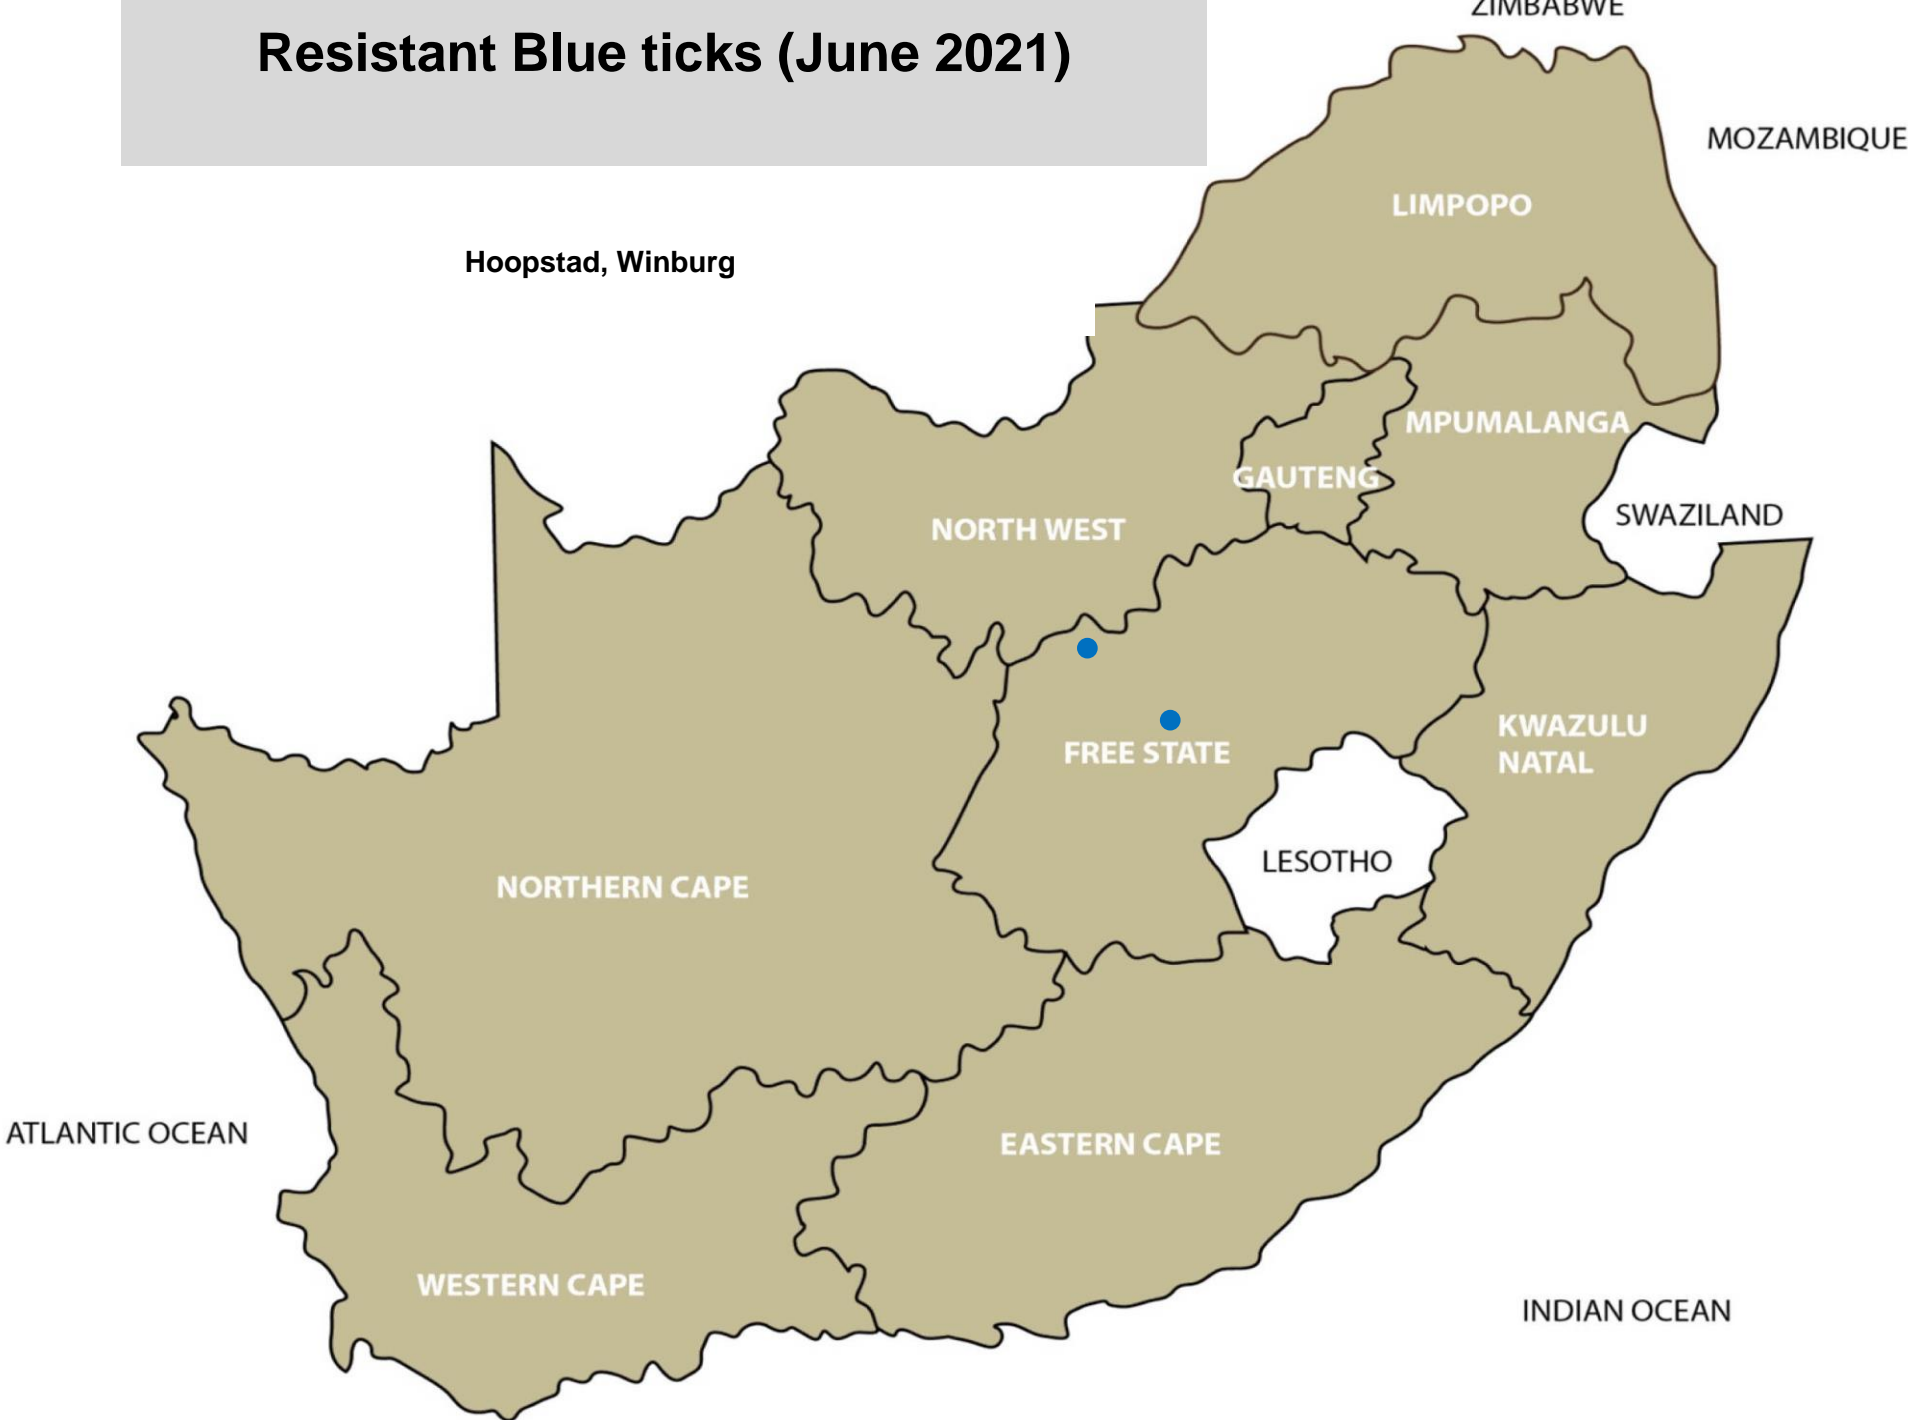 ZIMBABWE
Resistant Blue ticks (June 2021)
MOZAMBIQUE
LIMPOPO
Hoopstad, Winburg
MPUMALANGA
GAUTENG
SWAZILAND
NORTH WEST
KWAZULU
NATAL
FREE STATE
LESOTHO
NORTHERN CAPE
ATLANTIC OCEAN
EASTERN CAPE
WESTERN CAPE
INDIAN OCEAN